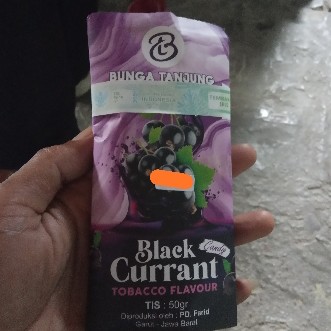 BUNGA TANJUNG
Black
Candy
Currant
TOBACCO FLAVOUR
TIS : 50gr
Diproduksi oleh : PD. Farid
Garut - Jawa Barat